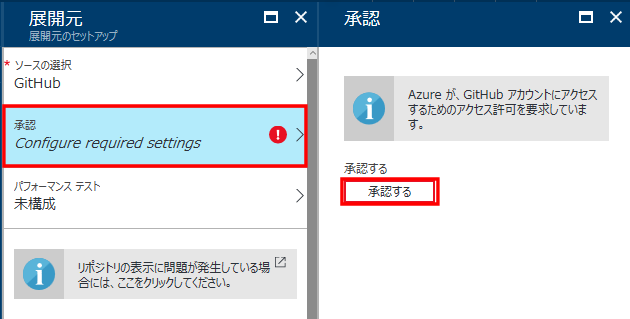 展開元
展開元のセットアップ
* ソースの選択
GitHub
承認
Configure required settings
パフォーマンス テスト
未構成
リポジトリの表示に問題が発生している場
合には、ここをクリックしてください。
承認
Azure が、GitHub アカウントにアクセス
するためのアクセス許可を要求していま
す。
承認する
承認する